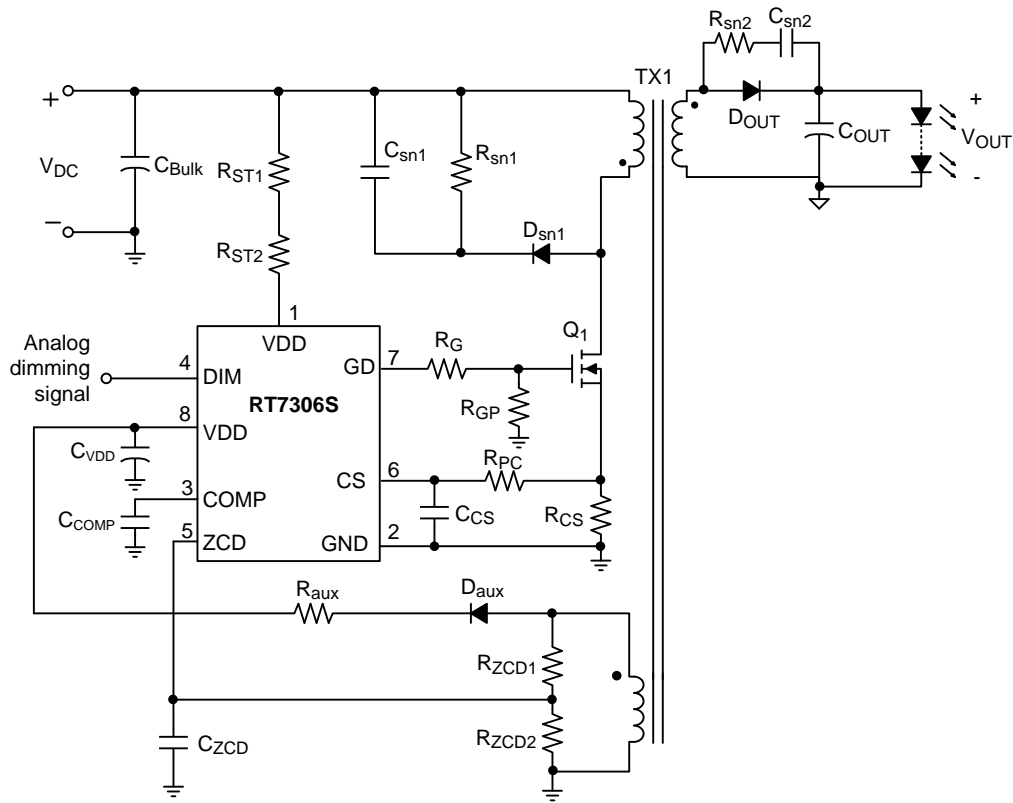 Rsn2
Csn2
TX1
+
DOUT
COUT
+
VOUT
-
VDC
−
CBulk
RST1
RST2
Csn1
Rsn1
Dsn1
Q1
1
VDD
Analog
dimming
signal
4
DIM
GD
7
RG
RT7306S
RGP
8
VDD
CVDD
3
COMP
CCOMP
5
ZCD
CS
6
RPC
CCS
RCS
GND
2
Raux
Daux
RZCD1
RZCD2
CZCD